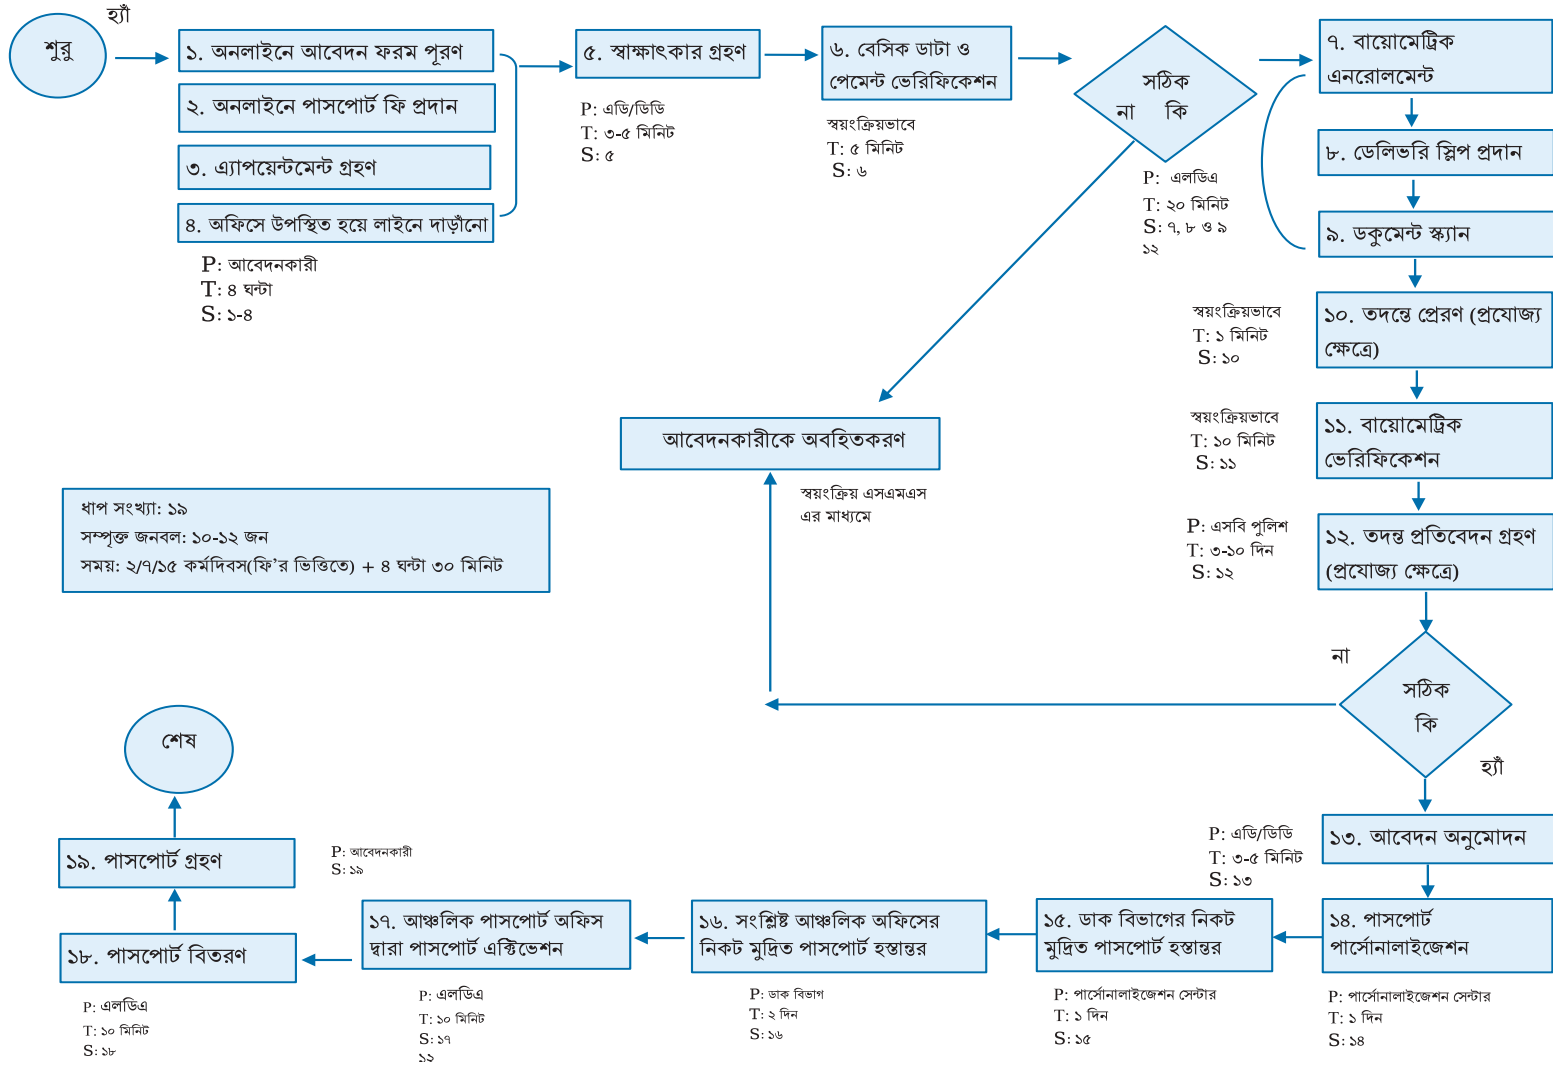 শুরু
হ্যাঁ
১. অনলাইনে আবেদন ফরম পূরণ
২. অনলাইনে পাসপোর্ট ফি প্রদান
৩. এ্যাপয়েন্টমেন্ট গ্রহণ
৪. অফিসে উপস্থিত হয়ে লাইনে দাড়াঁনো
P: আবেদনকারী
T: ৪ ঘন্টা
S: ১-৪
৫. স্বাক্ষাৎকার গ্রহণ
P: এডি/ডিডি
T: ৩-৫ মিনিট
S: ৫
৬. বেসিক ডাটা ও
পেমেন্ট ভেরিফিকেশন
স্বয়ংক্রিয়ভাবে
T: ৫ মিনিট
S: ৬
সঠিক
না কি
P: এলডিএ
T: ২০ মিনিট
S: ৭, ৮ ও ৯
১২
৭. বায়োমেট্রিক
এনরোলমেন্ট
৮. ডেলিভরি স্লিপ প্রদান
৯. ডকুমেন্ট স্ক্যান
স্বয়ংক্রিয়ভাবে
T: ১ মিনিট
S: ১০
১০. তদন্তে প্রেরণ (প্রযোজ্য
ক্ষেত্রে)
স্বয়ংক্রিয়ভাবে
T: ১০ মিনিট
S: ১১
১১. বায়োমেট্রিক
ভেরিফিকেশন
P: এসবি পুলিশ
T: ৩-১০ দিন
S: ১২
১২. তদন্ত প্রতিবেদন গ্রহণ
(প্রযোজ্য ক্ষেত্রে)
আবেদনকারীকে অবহিতকরণ
স্বয়ংক্রিয় এসএমএস
এর মাধ্যমে
ধাপ সংখ্যা: ১৯
সম্পৃক্ত জনবল: ১০-১২ জন
সময়: ২/৭/১৫ কর্মদিবস(ফি’র ভিত্তিতে) + ৪ ঘন্টা ৩০ মিনিট
না
সঠিক
কি
হ্যাঁ
P: এডি/ডিডি
T: ৩-৫ মিনিট
S: ১৩
১৩. আবেদন অনুমোদন
১৪. পাসপোর্ট
পার্সোনালাইজেশন
P: পার্সোনালাইজেশন সেন্টার
T: ১ দিন
S: ১৪
১৫. ডাক বিভাগের নিকট
মুদ্রিত পাসপোর্ট হস্তান্তর
P: পার্সোনালাইজেশন সেন্টার
T: ১ দিন
S: ১৫
১৬. সংশ্লিষ্ট আঞ্চলিক অফিসের
নিকট মুদ্রিত পাসপোর্ট হস্তান্তর
P: ডাক বিভাগ
T: ২ দিন
S: ১৬
১৭. আঞ্চলিক পাসপোর্ট অফিস
দ্বারা পাসপোর্ট এক্টিভেশন
P: এলডিএ
T: ১০ মিনিট
S: ১৭
১২
১৮. পাসপোর্ট বিতরণ
P: এলডিএ
T: ১০ মিনিট
S: ১৮
১৯. পাসপোর্ট গ্রহণ
P: আবেদনকারী
S: ১৯
শেষ